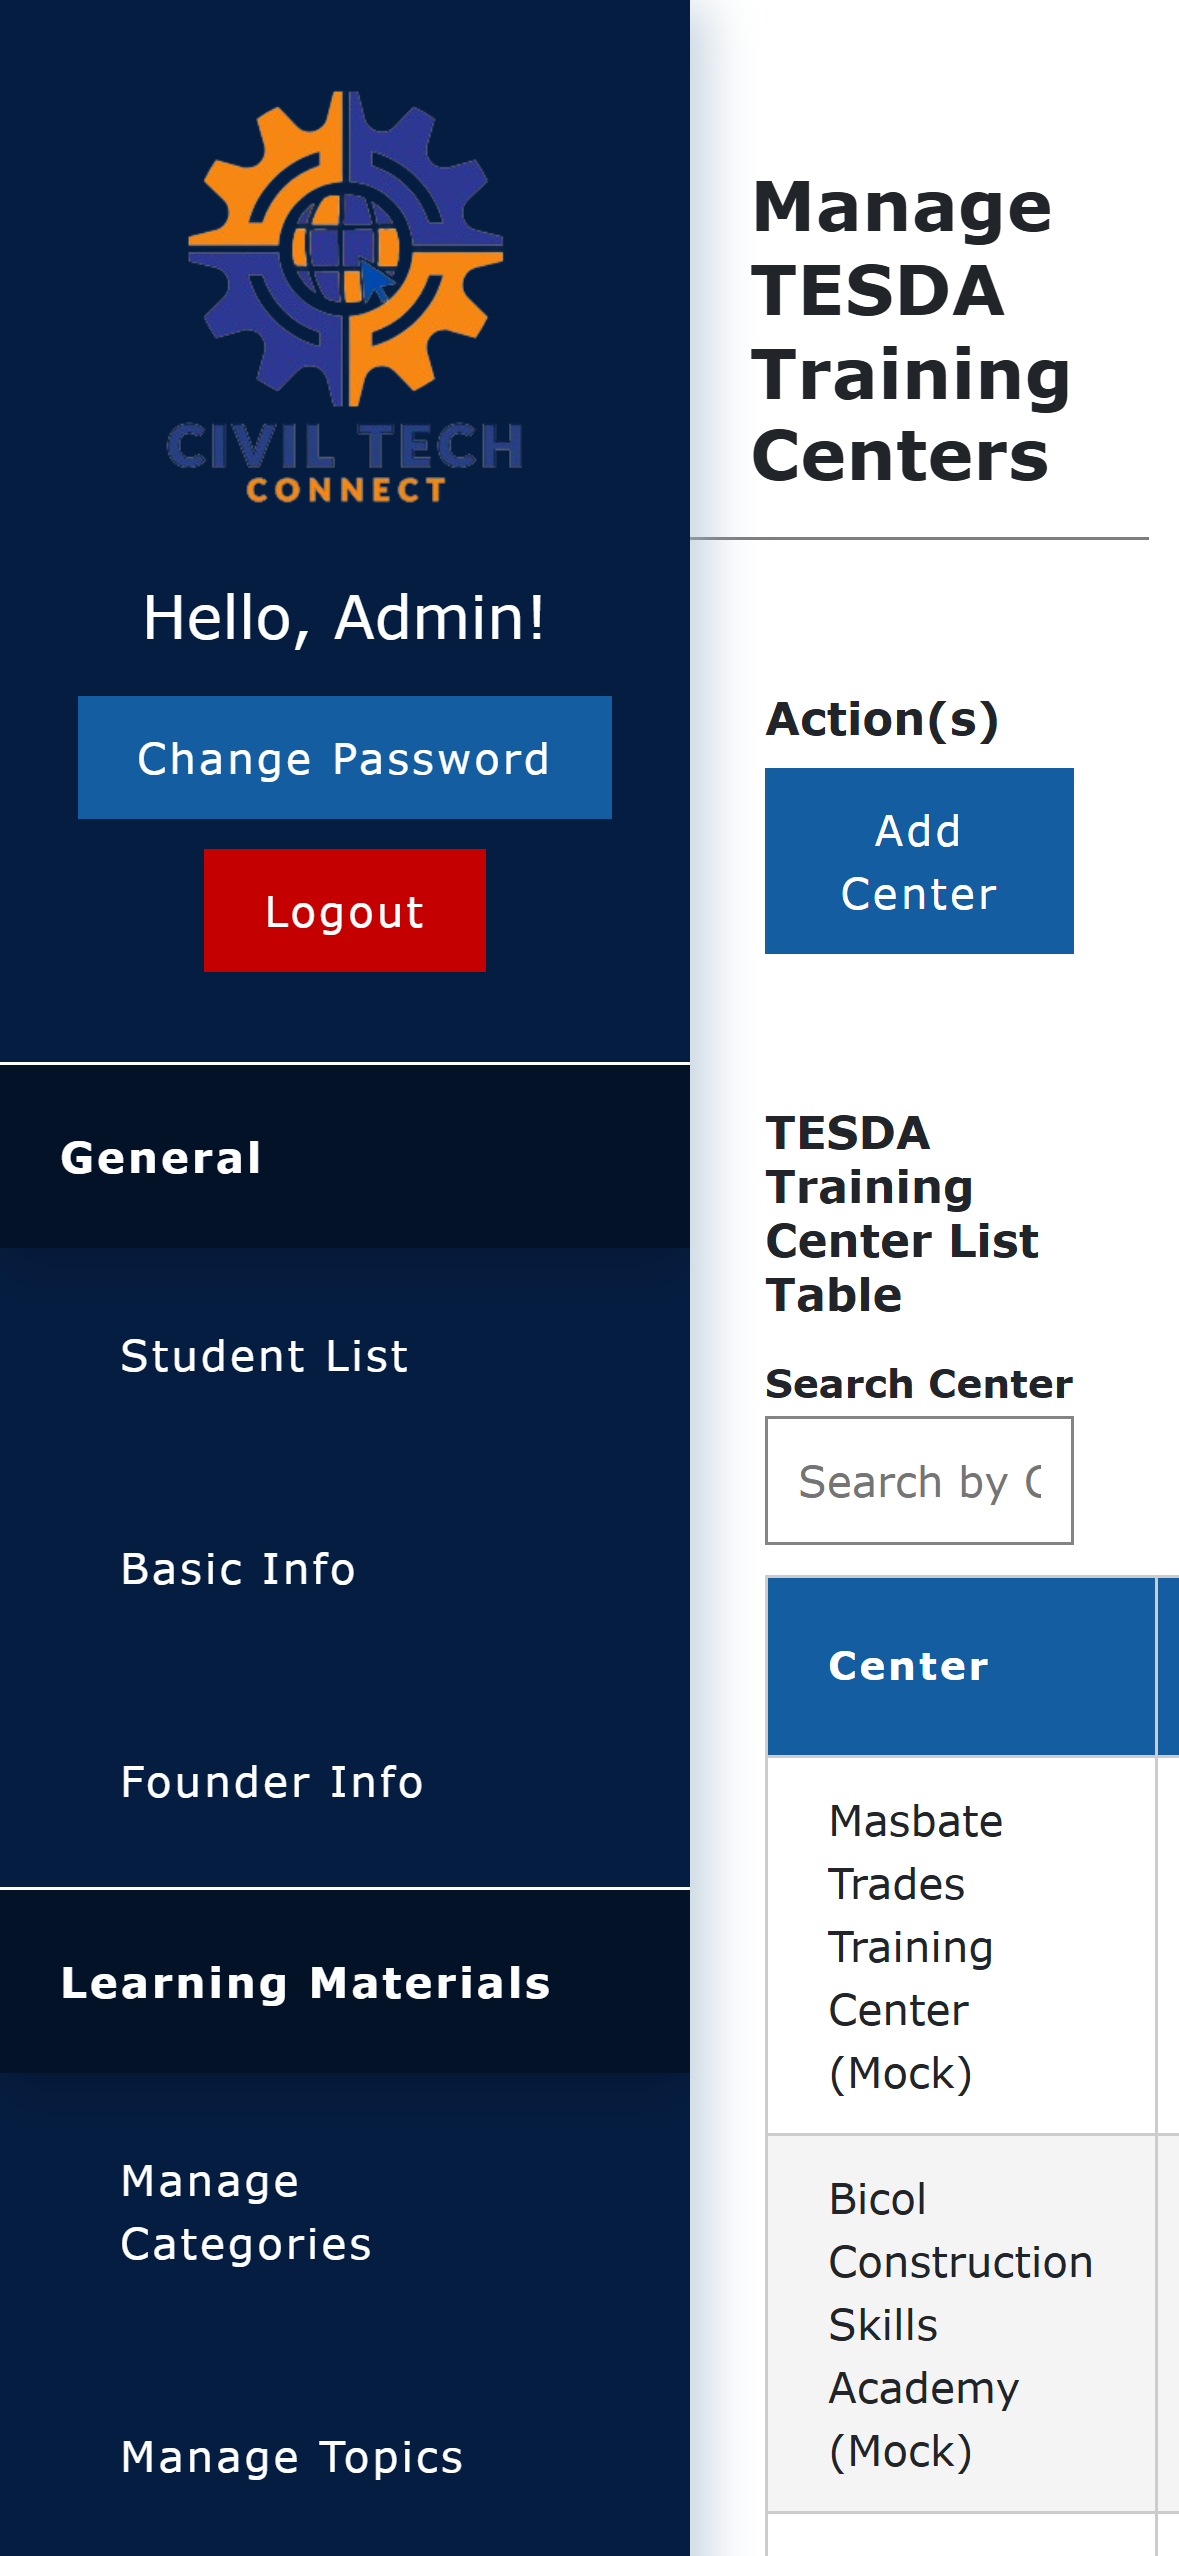 CIVIL TECH
CONNECT
Hello, Admin!
Change Password
Logout
General
Student List
Basic Info
Founder Info
Learning Materials
Manage
Categories
Manage Topics
Manage
TESDA
Training
Centers
Action(s)
Add
Center
TESDA
Training
Center List
Table
Search Center
Search by
Center
Masbate
Trades
Training
Center
(Mock)
Bicol
Construction
Skills
Academy
(Mock)